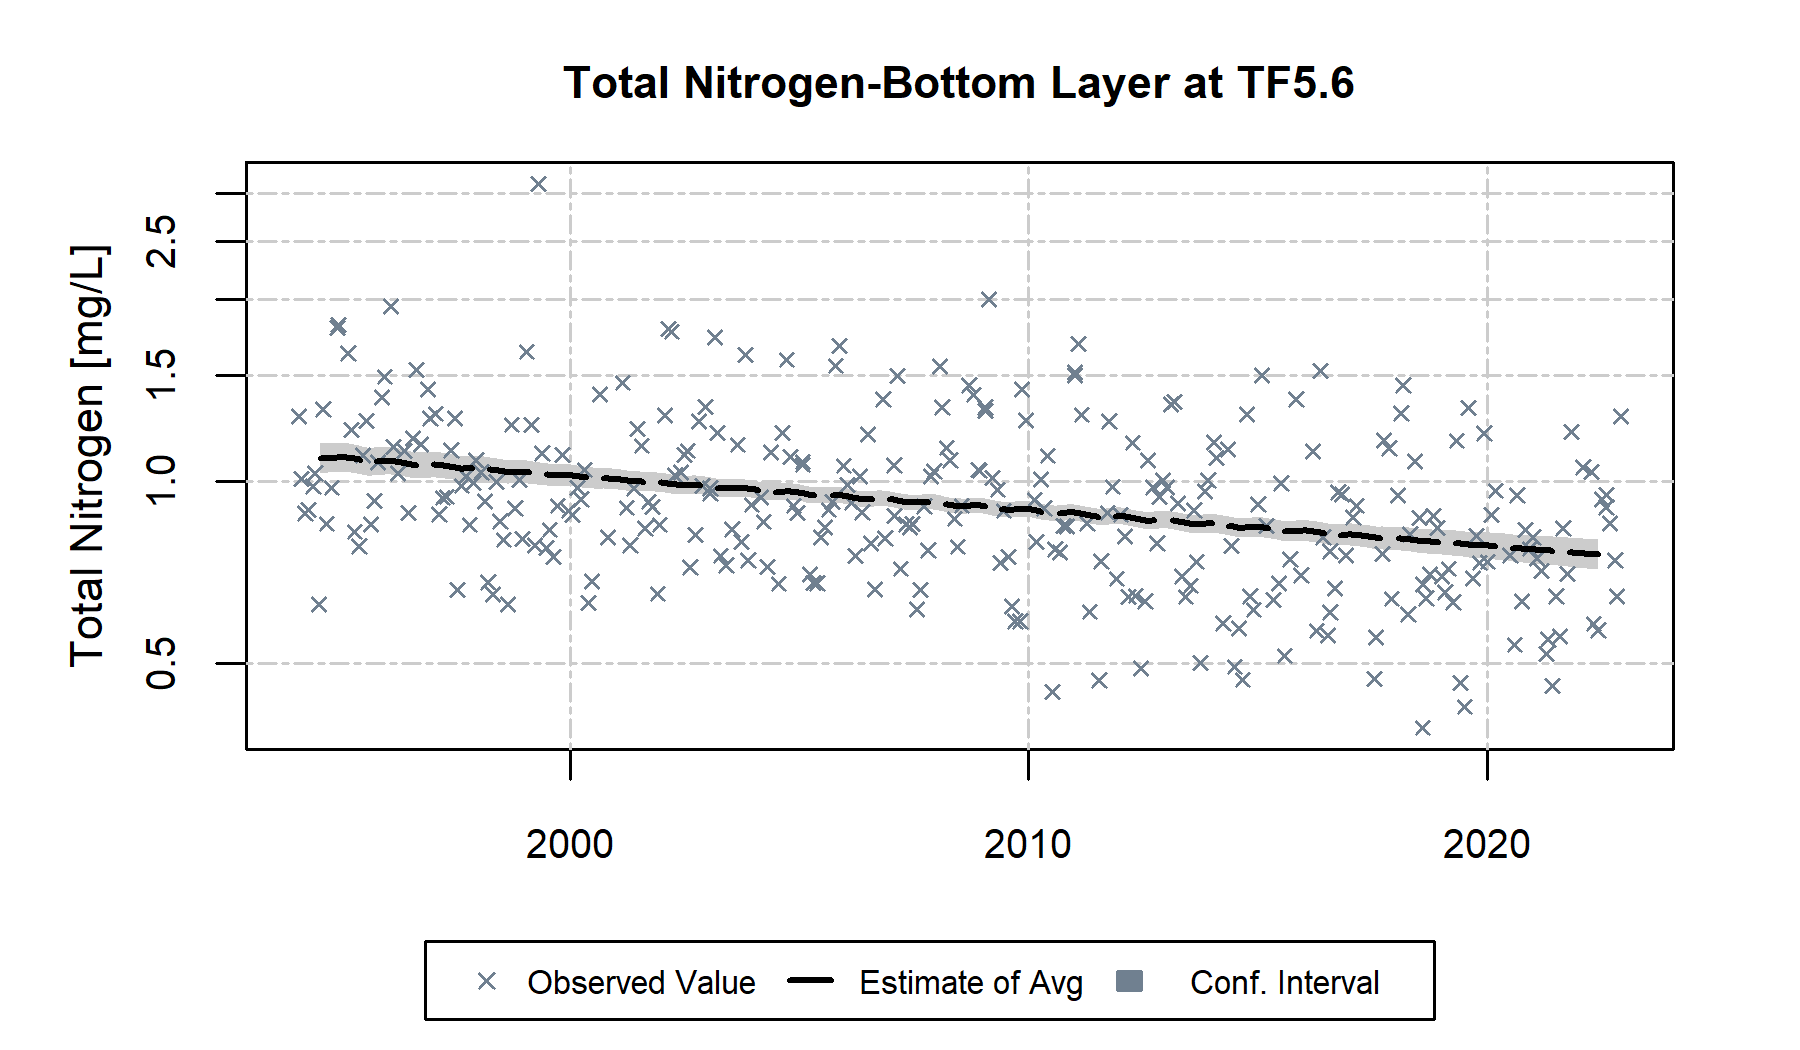 Total Nitrogen-Bottom Layer at TF5.6
Total Nitrogen [mg/L]
2.5
1.5
1.0
0.5
2000 2010 2020
Observed Value Estimate of Avg Conf. Interval